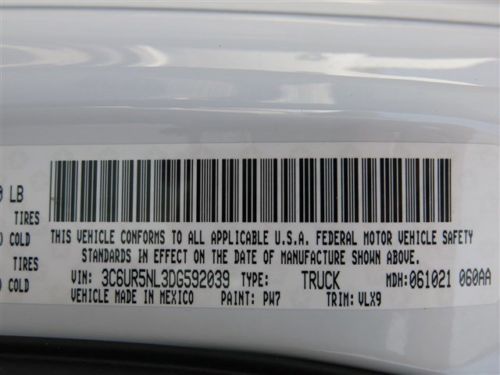 0 LB
TIRES
COLD
TIRES
COLD
THIS VEHICLE CONFORMS TO ALL APPLICABLE U.S.A. FEDERAL MOTOR VEHICLE SAFETY
STANDARDS IN EFFECT ON THE DATE OF MANUFACTURE SHOWN ABOVE.
VIN: 3C6UR5NL3DG592039 TYPE: TRUCK MDH: 061021 060AA
VEHICLE MADE IN MEXICO PAINT: PW7 TRIM: VLX9